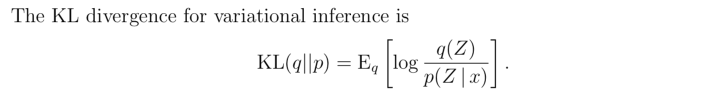 The KL divergence for variational inference is
KL(q||p) = E_q [log q(Z) / p(Z | x)].